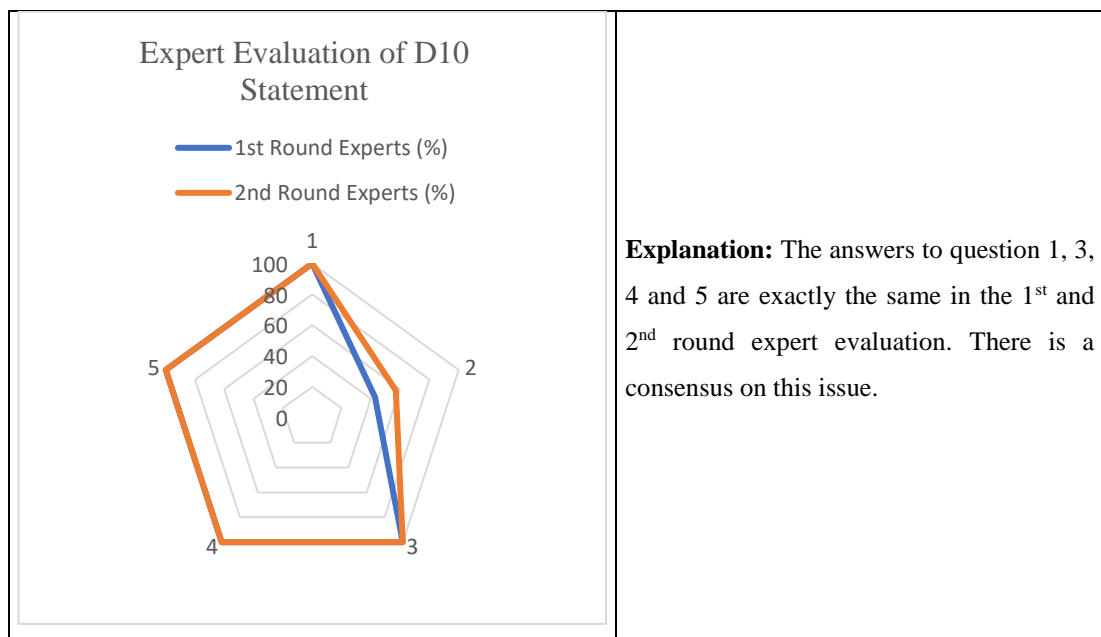 Expert Evaluation of D10
Statement
1st Round Experts (%)
2nd Round Experts (%)
1
100
80
60
40
20
0
2
3
4
5
Explanation: The answers to question 1, 3,
4 and 5 are exactly the same in the 1st and
2nd round expert evaluation. There is a
consensus on this issue.